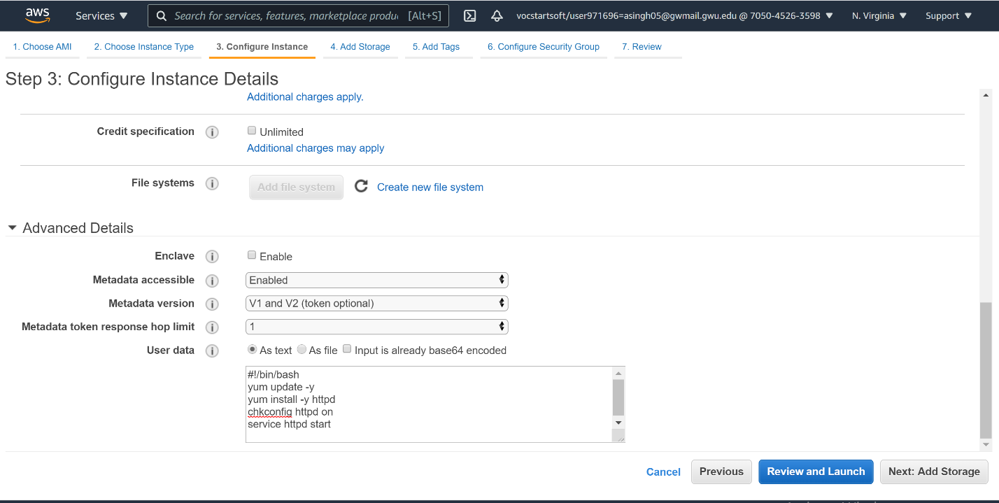 aws
Services
Search for services, features, marketplace produ [Alt+S]
vocstartsoft/user971696=asingh05@gwmail.gwu.edu @ 7050-4526-3598
N. Virginia
Support
1. Choose AMI
2. Choose Instance Type
3. Configure Instance
4. Add Storage
5. Add Tags
6. Configure Security Group
7. Review
Step 3: Configure Instance Details
Additional charges apply.
Credit specification
Unlimited
Additional charges may apply
File systems
Add file system
Create new file system
Advanced Details
Enclave
Enable
Metadata accessible
Enabled
Metadata version
V1 and V2 (token optional)
Metadata token response hop limit
1
User data
As text
As file
Input is already base64 encoded
#!/bin/bash
yum update -y
yum install -y httpd
chkconfig httpd on
service httpd start
Cancel
Previous
Review and Launch
Next: Add Storage